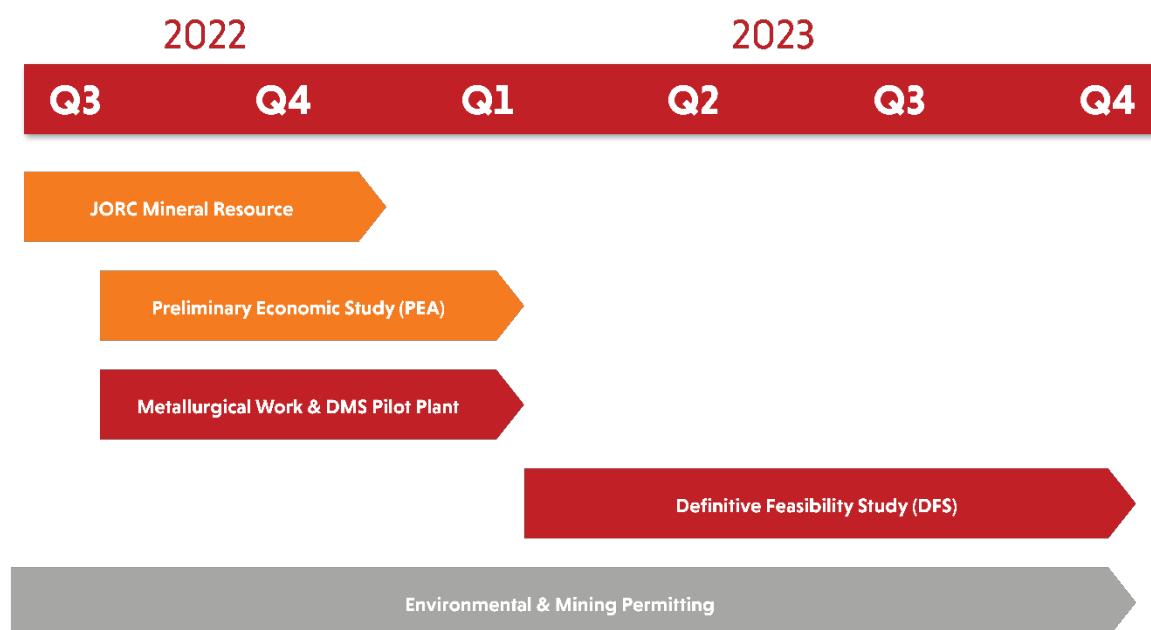 2022 2023
Q3 Q4 Q1 Q2 Q3 Q4
JORC Mineral Resource
Preliminary Economic Study (PEA)
Metallurgical Work & DMS Pilot Plant
Definitive Feasibility Study (DFS)
Environmental & Mining Permitting